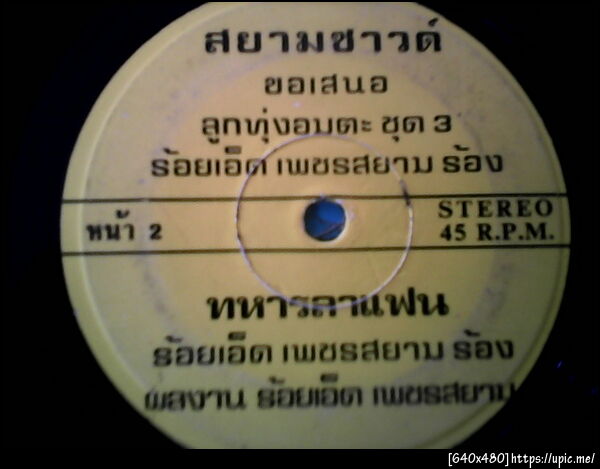 สยามซาวด์
ขอเสนอ
ลูกทุ่งอมตะ ชุด 3
ร้อยเอ็ด เพชรสยาม ร้อง
หน้า 2
STEREO
45 R.P.M.
ทหารลาแฟน
ร้อยเอ็ด เพชรสยาม ร้อง
ผลงาน ร้อยเอ็ด เพชรสยาม
[640x480]https://upic.me/